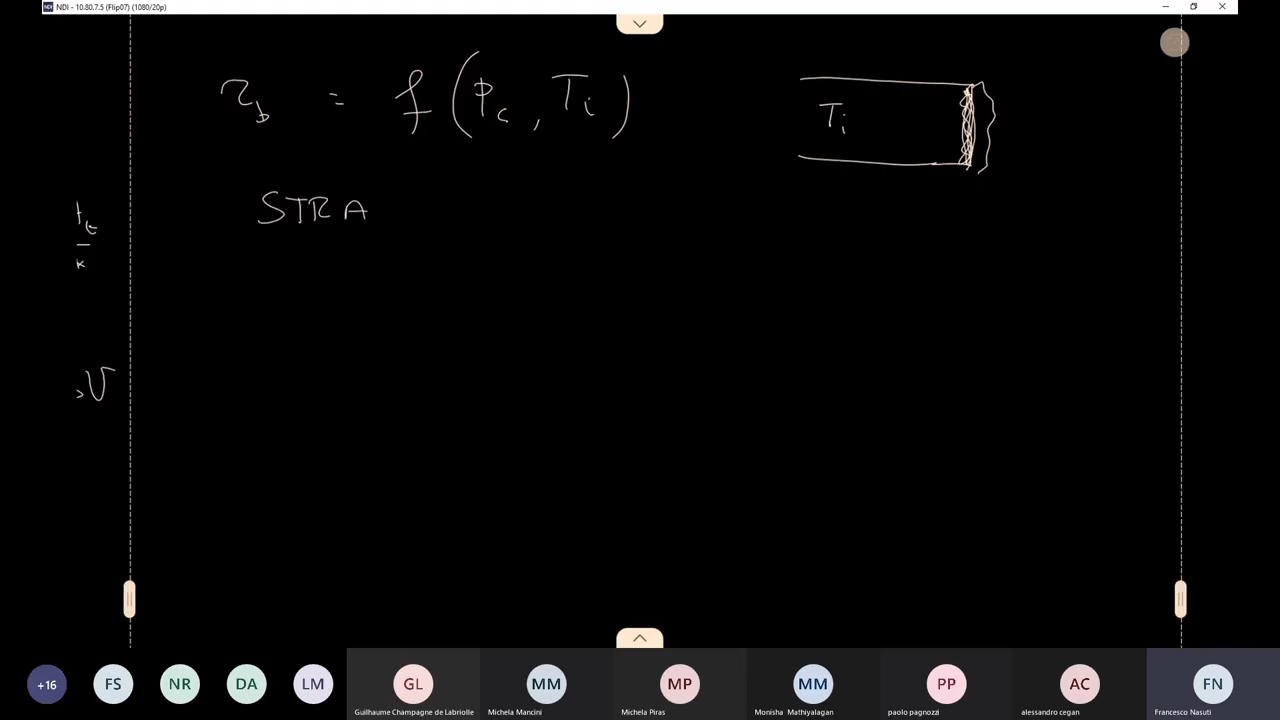 NDI - 10.80.7.5 (Flip07) (1080/20p)
r_b = f(P_c, T_i)
T_i
STRA
+16 FS NR DA LM GL MM MP MM PP AC FN
Guilhaume Champagne de Labriolle Michela Mancini Michela Piras Monisha Mathiyalagan paolo pagnozzi alessandro cegan Francesco Nasuti